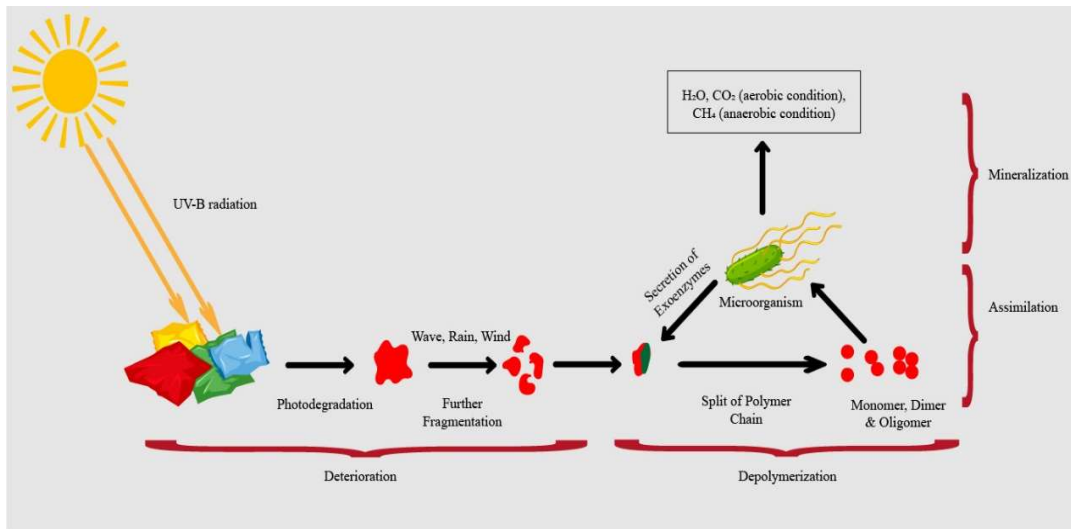 H₂O, CO₂ (aerobic condition),
CH₄ (anaerobic condition)
Mineralization
UV-B radiation
Secretion of
Exoenzymes
Microorganism
Assimilation
Wave, Rain, Wind
Photodegradation
Further
Fragmentation
Split of Polymer
Chain
Monomer, Dimer
& Oligomer
Deterioration
Depolymerization